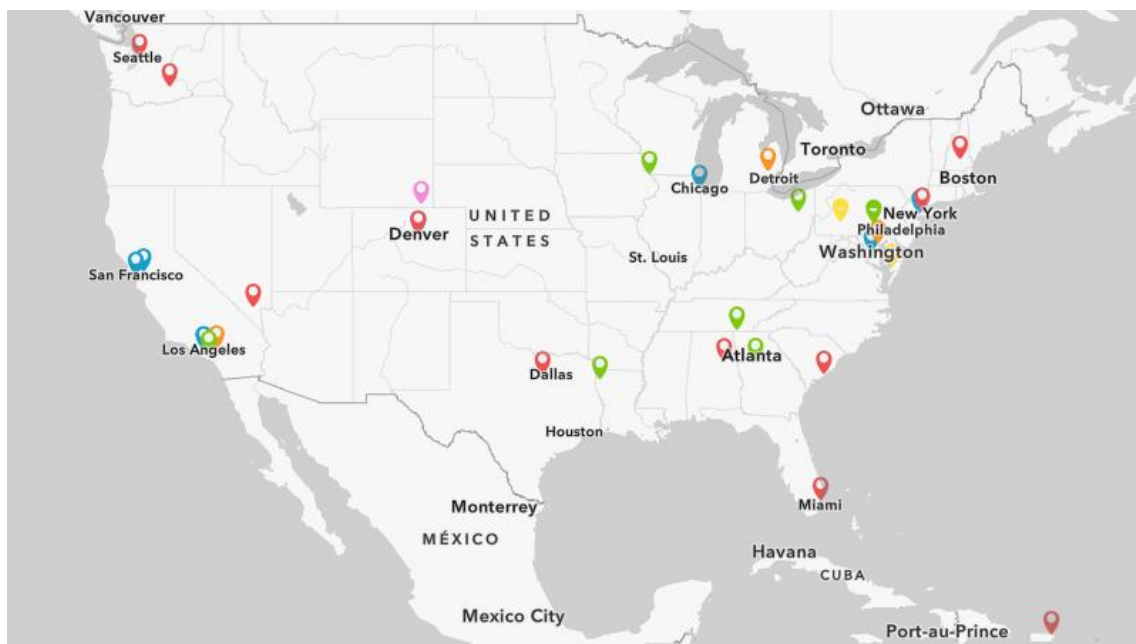 Vancouver
Seattle
Ottawa
Toronto
Boston
Detroit
Chicago
New York
Philadelphia
UNITED
STATES
Denver
Washington
St. Louis
San Francisco
Los Angeles
Atlanta
Dallas
Houston
Miami
Monterrey
MÉXICO
Havana
CUBA
Mexico City
Port-au-Prince